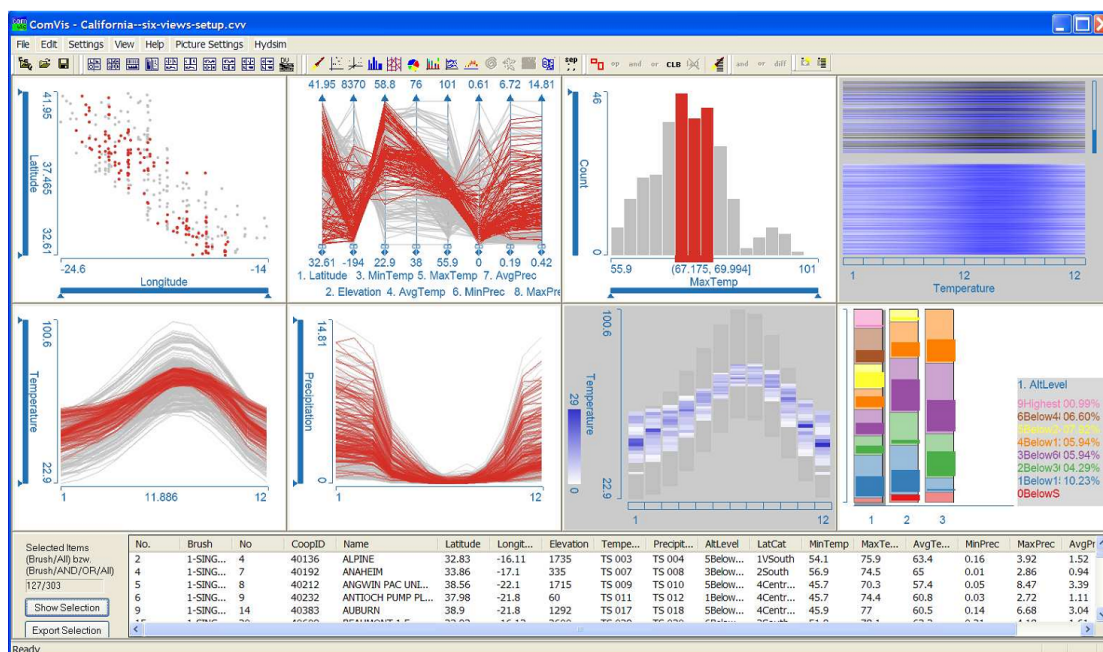 ComVis - California--six-views-setup.cvv
File Edit Settings View Help Picture Settings Hydsim
sep op and or CLB and or diff
41.95
37.465
32.61
Latitude
-24.6 -14
Longitude
41.95 8370 58.8 76 101 0.61 6.72 14.81
32.61 -194 22.9 38 55.9 0 0.19 0.42
1. Latitude 3. MinTemp 5. MaxTemp 7. AvgPrec
2. Elevation 4. AvgTemp 6. MinPrec 8. MaxPre
46
Count
0
55.9 (67.175, 69.994] 101
MaxTemp
1 12 12
Temperature
100.6
Temperature
22.9
1 11.886 12
14.81
Precipitation
0
1 12
100.6
Temperature
22.9
29
0
1 12
1 2 3
1. AltLevel
9Highest 00.99%
6Below4 06.60%
07.92%
4Below1 05.94%
3Below6 05.94%
2Below3 04.29%
1Below1 10.23%
0BelowS
Selected Items
(Brush/All) bzw.
(Brush/AND/OR/All)
127/303
Show Selection
Export Selection
No. Brush No CoopID Name Latitude Longit... Elevation Tempe... Precipit... AltLevel LatCat MinTemp MaxTe... AvgTe... MinPrec MaxPrec AvgPr
2 1-SING... 4 40136 ALPINE 32.83 -16.11 1735 TS 003 TS 004 5Below... 1VSouth 54.1 75.9 63.4 0.16 3.92 1.52
4 1-SING... 7 40192 ANAHEIM 33.86 -17.1 335 TS 007 TS 008 3Below... 2South 56.9 74.5 65 0.01 2.86 0.94
5 1-SING... 8 40212 ANGWIN PAC UNI... 38.56 -22.1 1715 TS 009 TS 010 5Below... 4Centr... 45.7 70.3 57.4 0.05 8.47 3.39
6 1-SING... 9 40232 ANTIOCH PUMP PL... 37.98 -21.8 60 TS 011 TS 012 1Below... 4Centr... 45.7 74.4 60.8 0.03 2.72 1.11
9 1-SING... 14 40383 AUBURN 38.9 -21.8 1292 TS 017 TS 018 5Below... 4Centr... 45.9 77 60.5 0.14 6.68 3.04
Ready